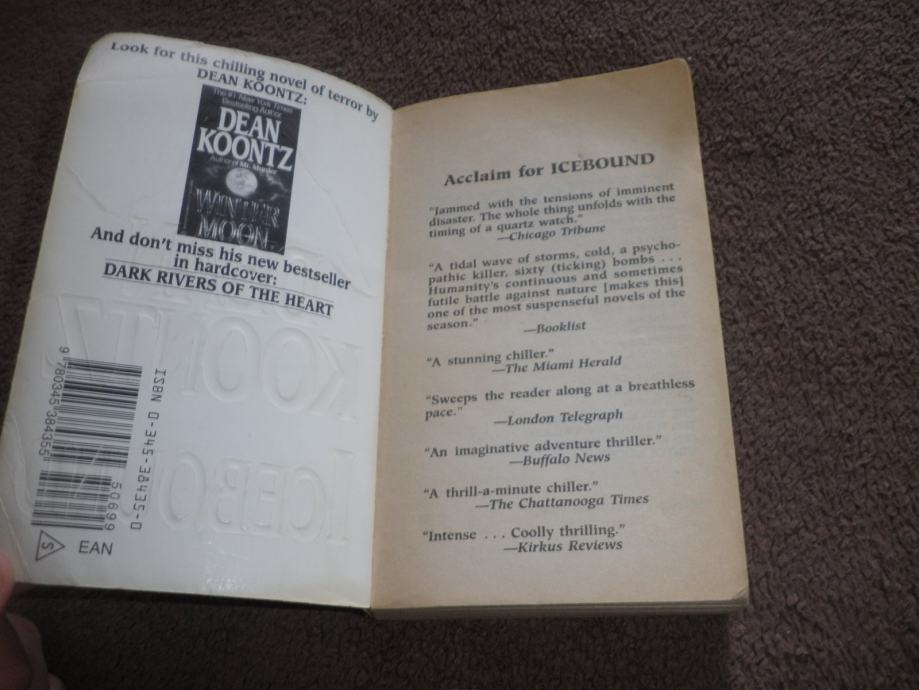 Look for this chilling novel of terror by
DEAN KOONTZ:
The #1 New York Times
Bestselling Author
DEAN
KOONTZ
Author of Mr. Murder
WINTER
MOON
And don't miss his new bestseller
in hardcover:
DARK RIVERS OF THE HEART
ISBN 0-345-38435-0
9 780345 384355
50699
S
EAN
KOONTZ
ICEBO
Acclaim for ICEBOUND
"Jammed with the tensions of imminent
disaster. The whole thing unfolds with the
timing of a quartz watch."
—Chicago Tribune
"A tidal wave of storms, cold, a psycho-
pathic killer, sixty (ticking) bombs . . .
Humanity's continuous and sometimes
futile battle against nature [makes this]
one of the most suspenseful novels of the
season."
—Booklist
"A stunning chiller."
—The Miami Herald
"Sweeps the reader along at a breathless
pace."
—London Telegraph
"An imaginative adventure thriller."
—Buffalo News
"A thrill-a-minute chiller."
—The Chattanooga Times
"Intense . . . Coolly thrilling."
—Kirkus Reviews